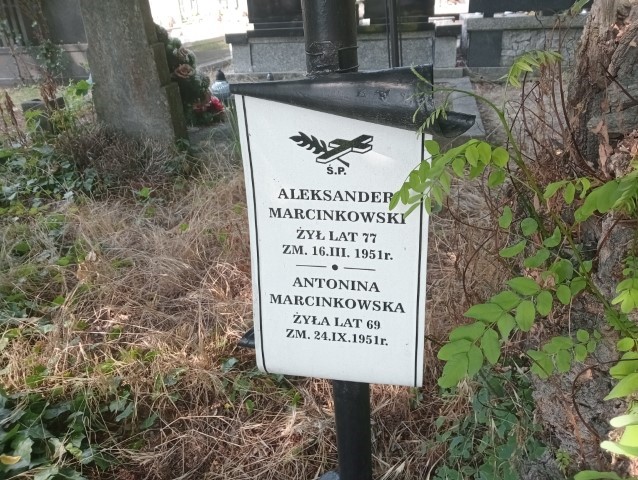 Ś.P.
ALEKSANDER
MARCINKOWSKI
ŻYŁ LAT 77
ZM. 16.III. 1951r.
ANTONINA
MARCINKOWSKA
ŻYŁA LAT 69
ZM. 24.IX.1951r.